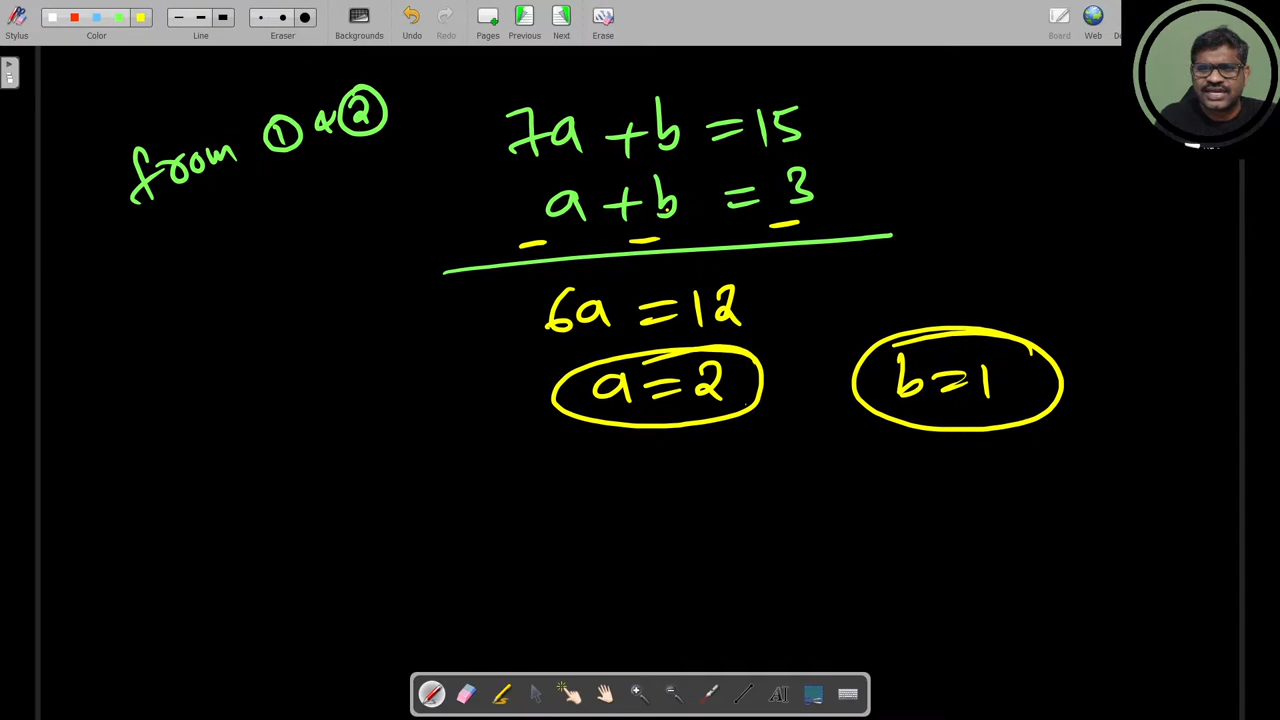 Stylus Color Line Eraser Backgrounds Undo Redo Pages Previous Next Erase Board Web
from ① & ②
7a + b = 15
a + b = 3
6a = 12
a = 2
b = 1